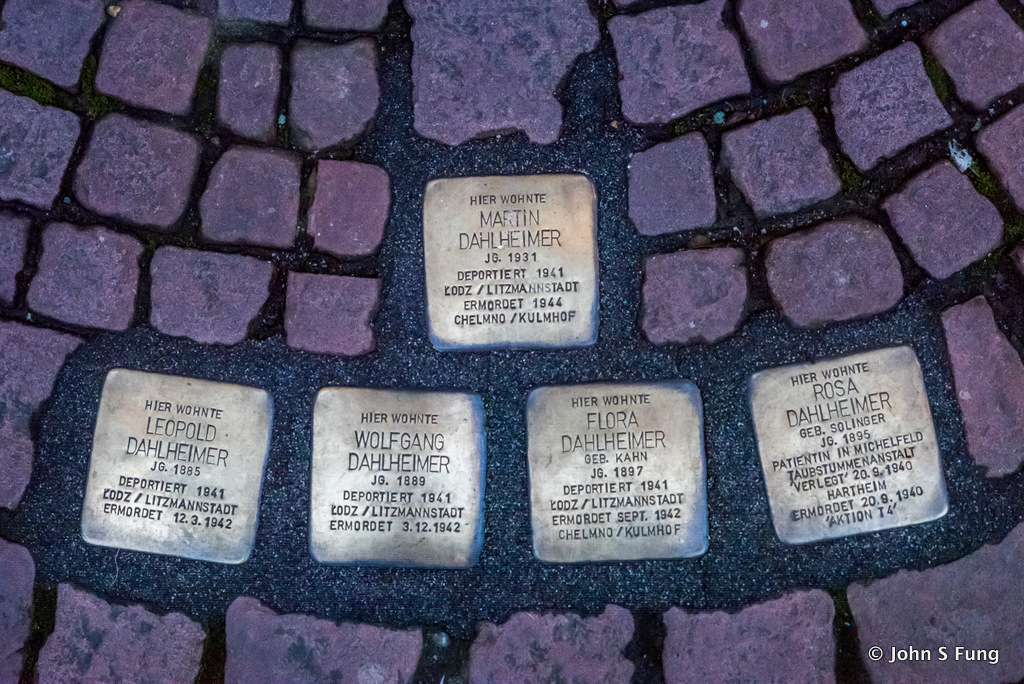 HIER WOHNTE
MARTIN
DAHLHEIMER
JG. 1931
DEPORTIERT 1941
ŁODZ / LITZMANNSTADT
ERMORDET 1944
CHELMNO / KULMHOF
HIER WOHNTE
LEOPOLD
DAHLHEIMER
JG. 1885
DEPORTIERT 1941
ŁODZ / LITZMANNSTADT
ERMORDET 12.3.1942
HIER WOHNTE
WOLFGANG
DAHLHEIMER
JG. 1889
DEPORTIERT 1941
ŁODZ / LITZMANNSTADT
ERMORDET 3.12.1942
HIER WOHNTE
FLORA
DAHLHEIMER
GEB. KAHN
JG. 1897
DEPORTIERT 1941
ŁODZ / LITZMANNSTADT
ERMORDET SEPT. 1942
CHELMNO / KULMHOF
HIER WOHNTE
ROSA
DAHLHEIMER
GEB. SOLINGER
JG. 1895
PATIENTIN IN MICHELFELD
TAUBSTUMMENANSTALT
'VERLEGT' 20.9.1940
HARTHEIM
ERMORDET 20.9.1940
'AKTION T4'
© John S Fung